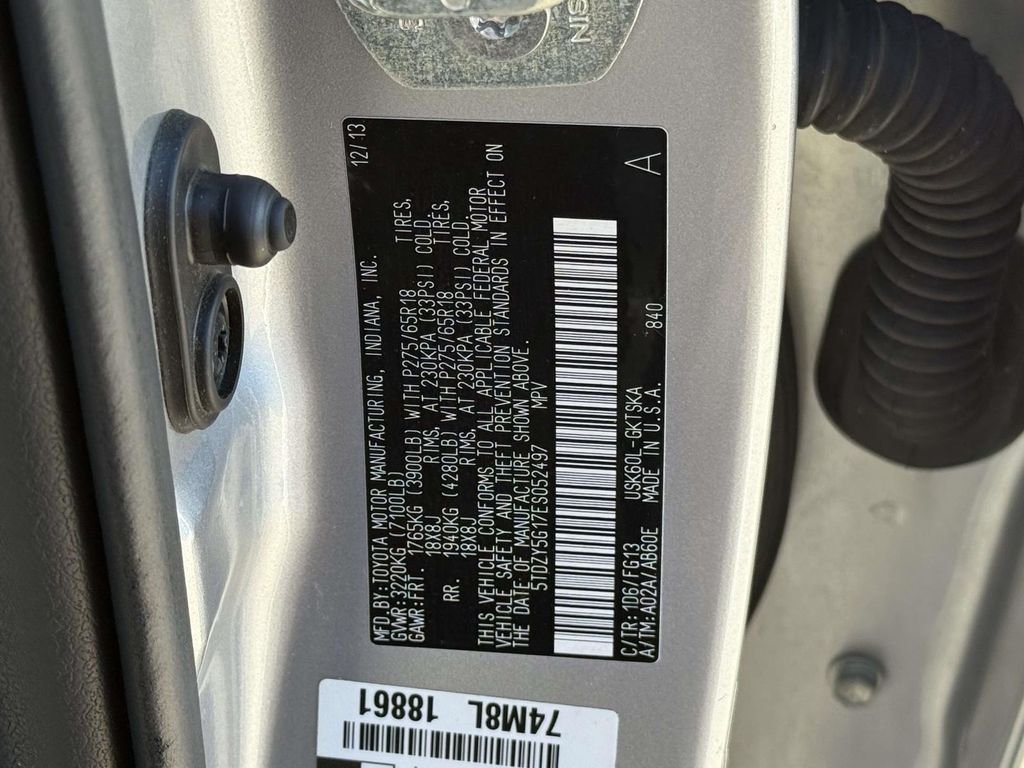 NISSIN
MFD.BY:TOYOTA MOTOR MANUFACTURING, INDIANA, INC. 12/13
GVWR:3220KG (7100LB)
GAWR:FRT. 1765KG (3900LB) WITH P275/65R18 TIRES,
18X8J RIMS, AT 230KPA (33PSI) COLD.
RR. 1940KG (4280LB) WITH P275/65R18 TIRES,
18X8J RIMS, AT 230KPA (33PSI) COLD.
THIS VEHICLE CONFORMS TO ALL APPLICABLE FEDERAL MOTOR
VEHICLE SAFETY AND THEFT PREVENTION STANDARDS IN EFFECT ON
THE DATE OF MANUFACTURE SHOWN ABOVE.
5TDZY5G17ES052497 MPV
840
C/TR:1D6/FG13 USK60L-GKTSKA A
A/TM:A02A/AB60E MADE IN U.S.A.
74M8L
18861